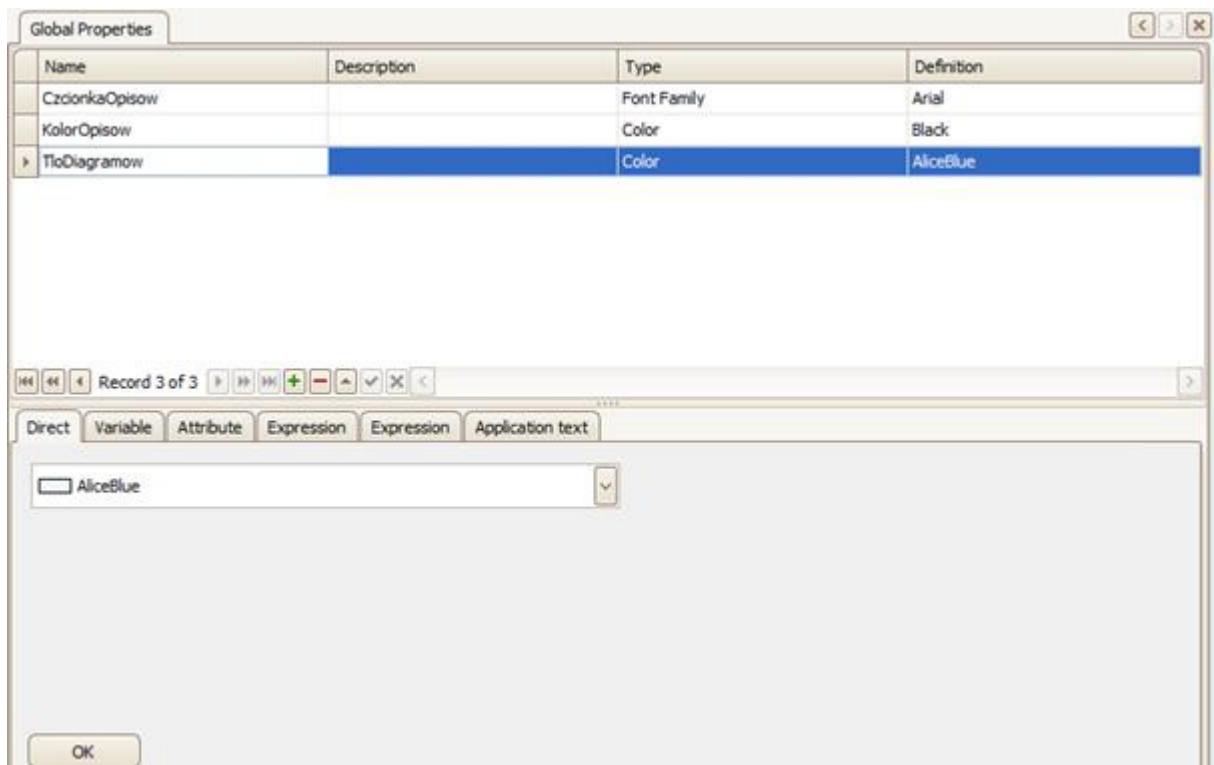 Global Properties
Name Description Type Definition
CzcionkaOpisow Font Family Arial
KolorOpisow Color Black
TloDiagramow Color AliceBlue
Record 3 of 3
Direct Variable Attribute Expression Expression Application text
AliceBlue
OK